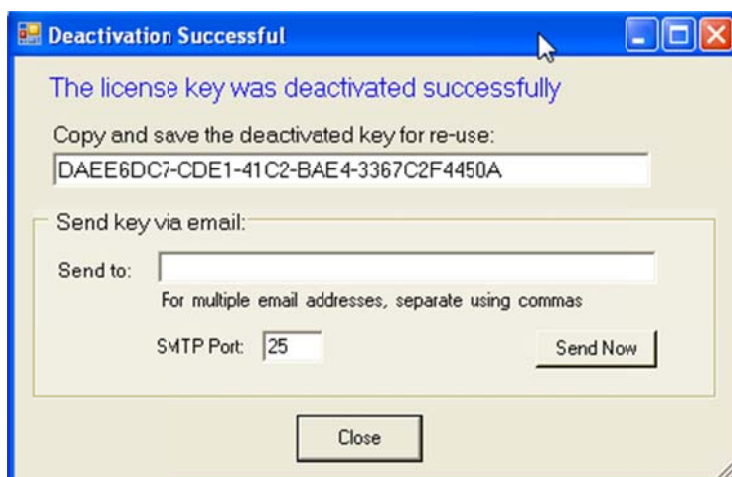 Deactivation Successful
The license key was deactivated successfully
Copy and save the deactivated key for re-use:
DAEE6DC7-CDE1-41C2-BAE4-3367C2F4450A
Send key via email:
Send to:
For multiple email addresses, separate using commas
SMTP Port: 25 Send Now
Close